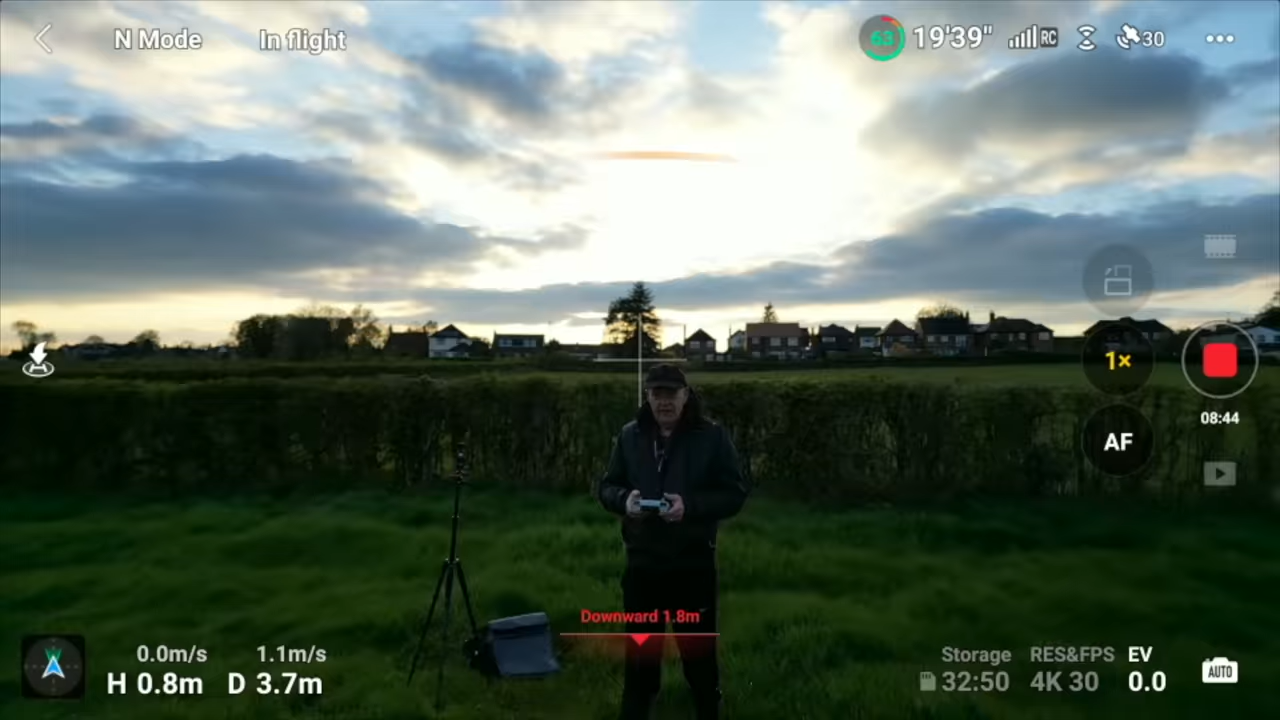 N Mode In flight 63 19'39" RC 30
1×
08:44
AF
Downward 1.8m
0.0m/s 1.1m/s Storage RES&FPS EV
H 0.8m D 3.7m 32:50 4K 30 0.0 AUTO